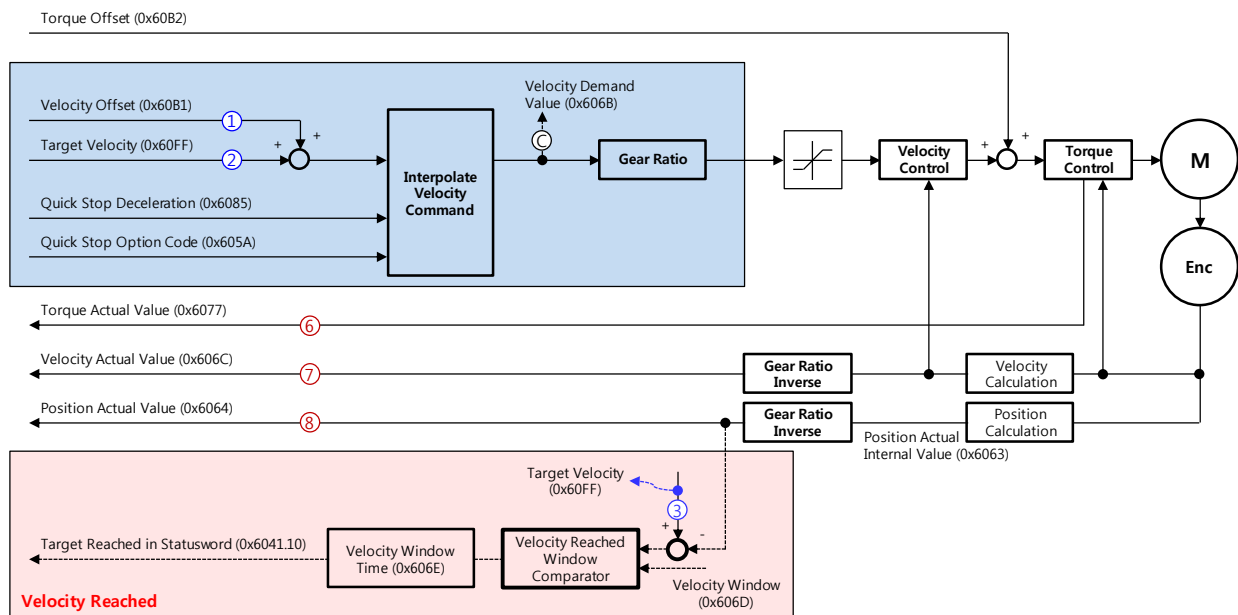 Torque Offset (0x60B2)
Velocity Offset (0x60B1)
1
+
Target Velocity (0x60FF)
2
+
Velocity Demand
Value (0x606B)
C
Interpolate
Velocity
Command
Gear Ratio
Velocity
Control
+
+
Torque
Control
M
Quick Stop Deceleration (0x6085)
Quick Stop Option Code (0x605A)
Enc
Torque Actual Value (0x6077)
6
Velocity Actual Value (0x606C)
7
Gear Ratio
Inverse
Velocity
Calculation
Position Actual Value (0x6064)
8
Gear Ratio
Inverse
Position Actual
Internal Value (0x6063)
Position
Calculation
Target Velocity
(0x60FF)
3
+
-
Target Reached in Statusword (0x6041.10)
Velocity Window
Time (0x606E)
Velocity Reached
Window
Comparator
Velocity Window
(0x606D)
Velocity Reached